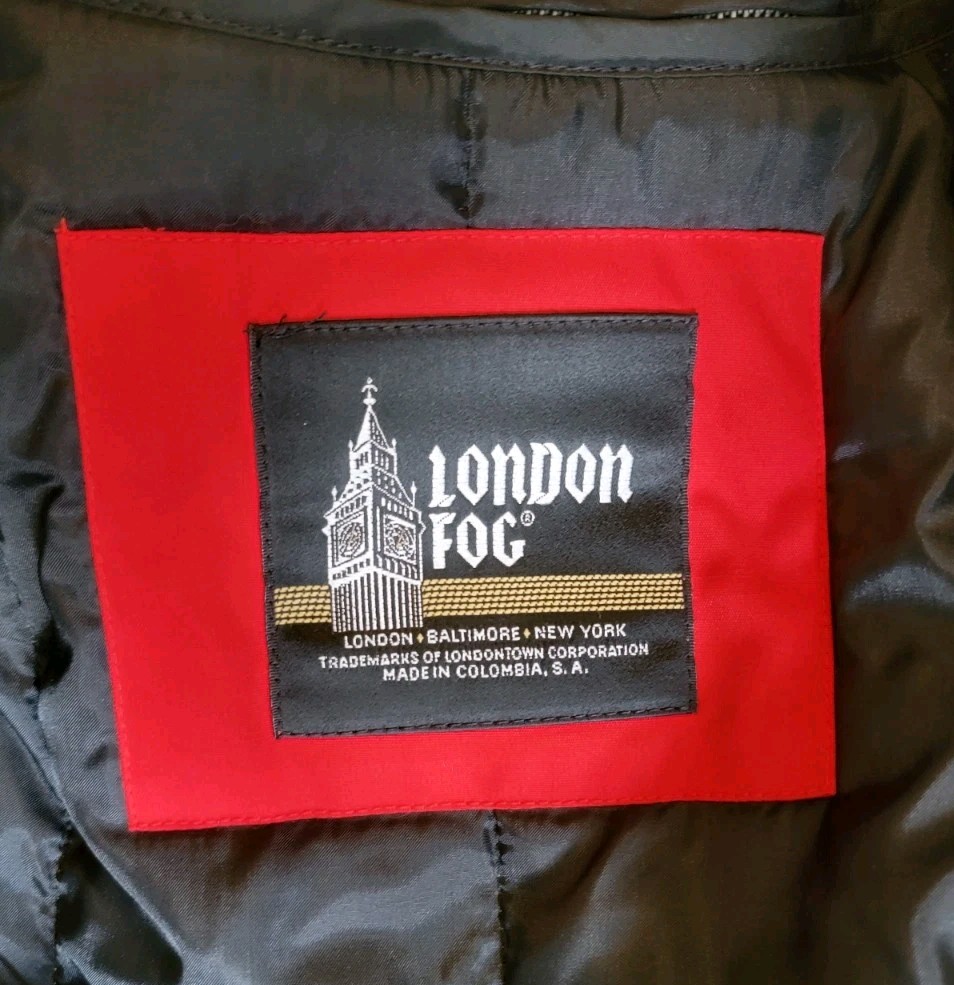 LONDON
FOG®
LONDON♦BALTIMORE♦NEW YORK
TRADEMARKS OF LONDONTOWN CORPORATION
MADE IN COLOMBIA, S. A.